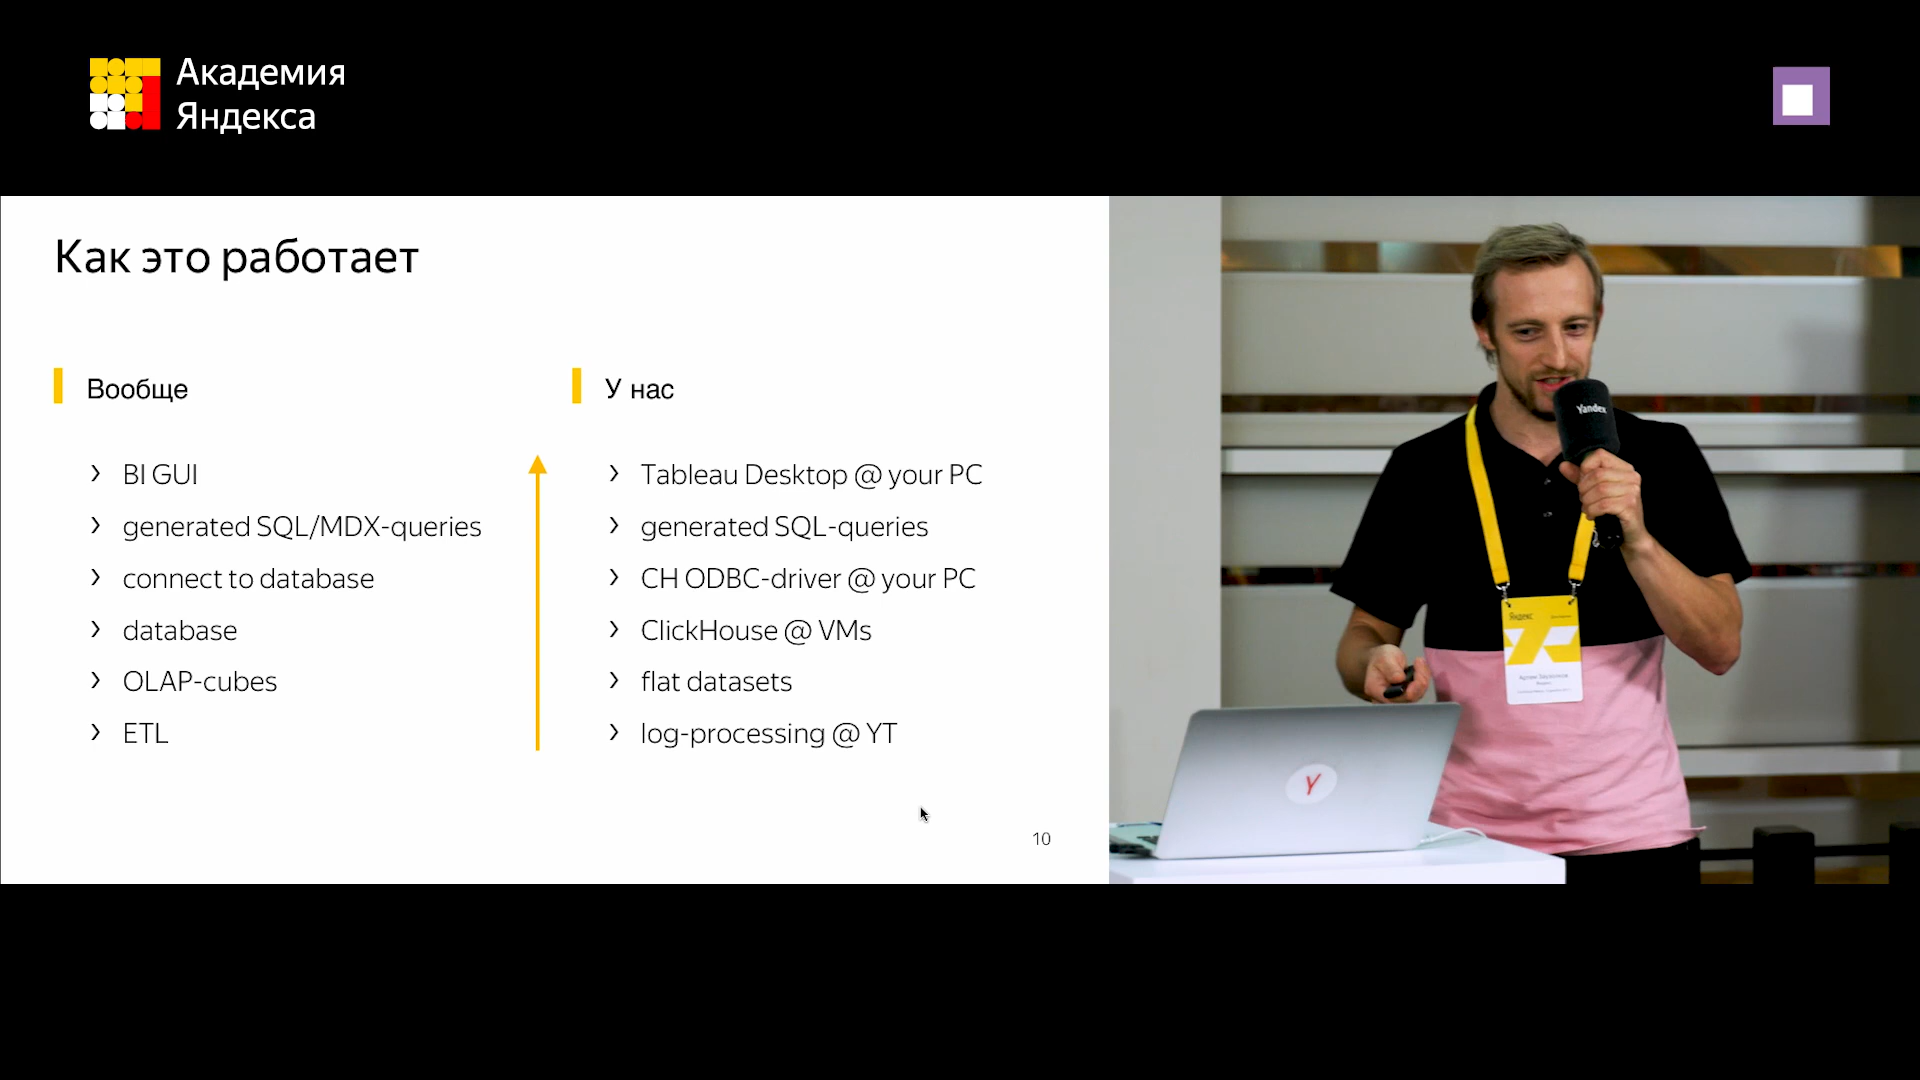 Академия
Яндекса
Как это работает
Вообще
BI GUI
generated SQL/MDX-queries
connect to database
database
OLAP-cubes
ETL
У нас
Tableau Desktop @ your PC
generated SQL-queries
CH ODBC-driver @ your PC
ClickHouse @ VMs
flat datasets
log-processing @ YT
10
Yandex
Яндекс
Y